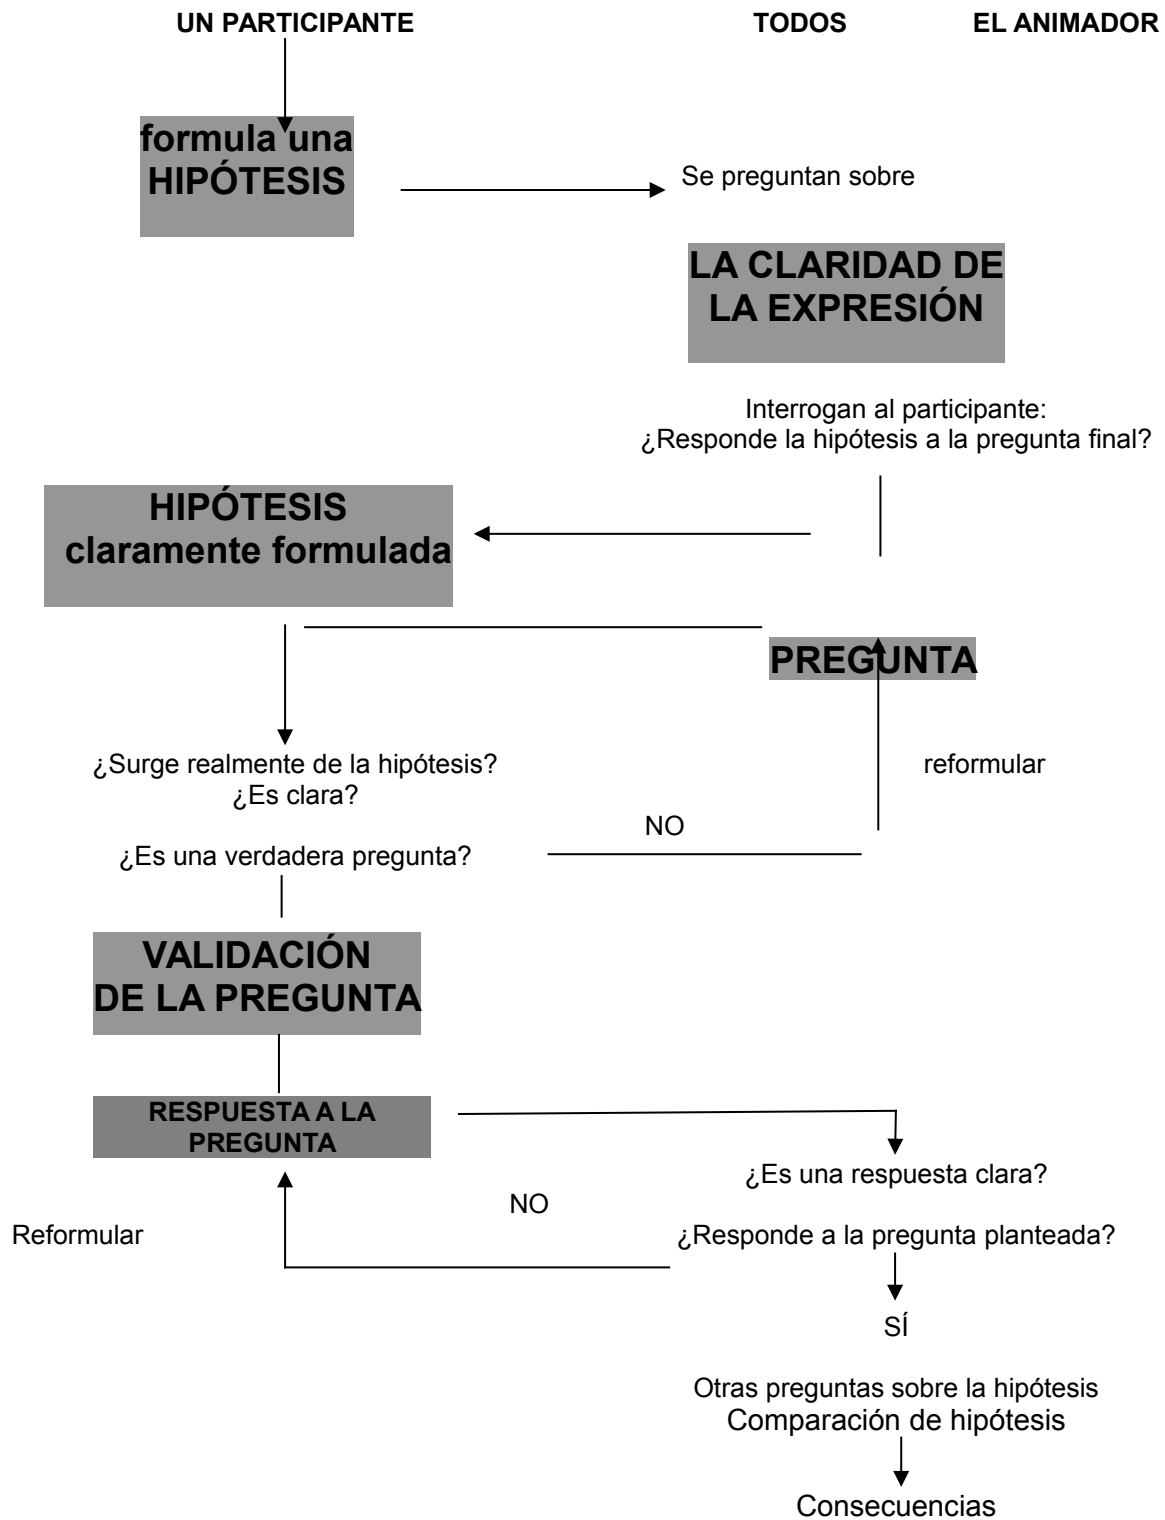 UN PARTICIPANTE TODOS EL ANIMADOR
formula una
HIPÓTESIS
Se preguntan sobre
LA CLARIDAD DE
LA EXPRESIÓN
Interrogan al participante:
¿Responde la hipótesis a la pregunta final?
HIPÓTESIS
claramente formulada
PREGUNTA
¿Surge realmente de la hipótesis?
reformular
¿Es clara?
NO
¿Es una verdadera pregunta?
VALIDACIÓN
DE LA PREGUNTA
RESPUESTA A LA
PREGUNTA
¿Es una respuesta clara?
NO
Reformular
¿Responde a la pregunta planteada?
SÍ
Otras preguntas sobre la hipótesis
Comparación de hipótesis
Consecuencias